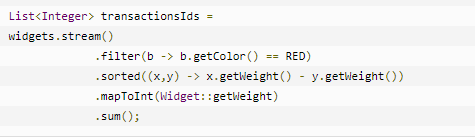 List<Integer> transactionsIds =
widgets.stream()
.filter(b -> b.getColor() == RED)
.sorted((x,y) -> x.getWeight() - y.getWeight())
.mapToInt(Widget::getWeight)
.sum();